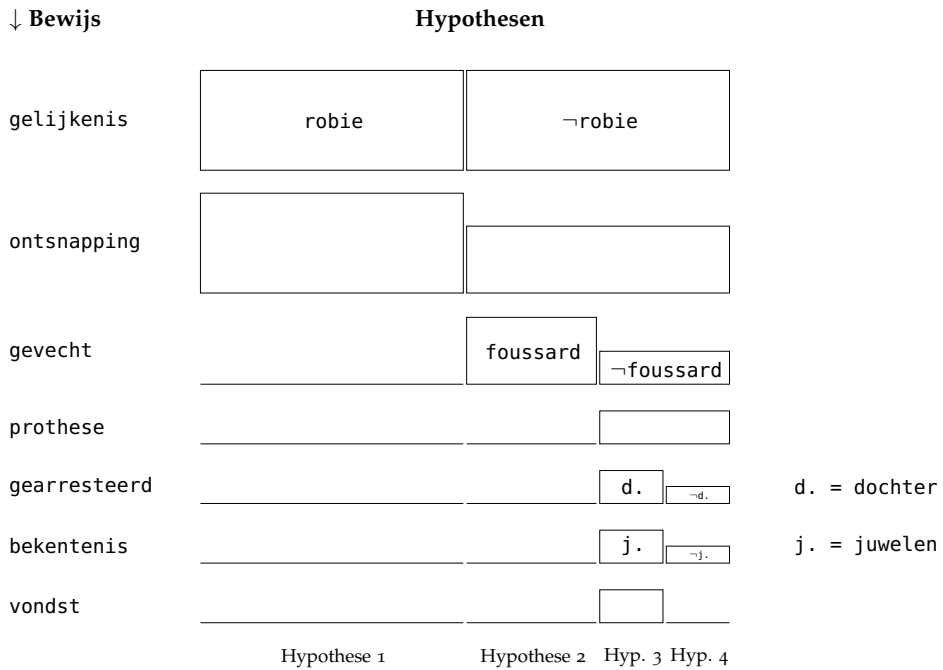 ↓ Bewijs Hypothesen
gelijkenis robie ¬robie
ontsnapping
gevecht foussard ¬foussard
prothese
gearresteerd d. ¬d. d. = dochter
bekentenis j. ¬j. j. = juwelen
vondst
Hypothese 1 Hypothese 2 Hyp. 3 Hyp. 4